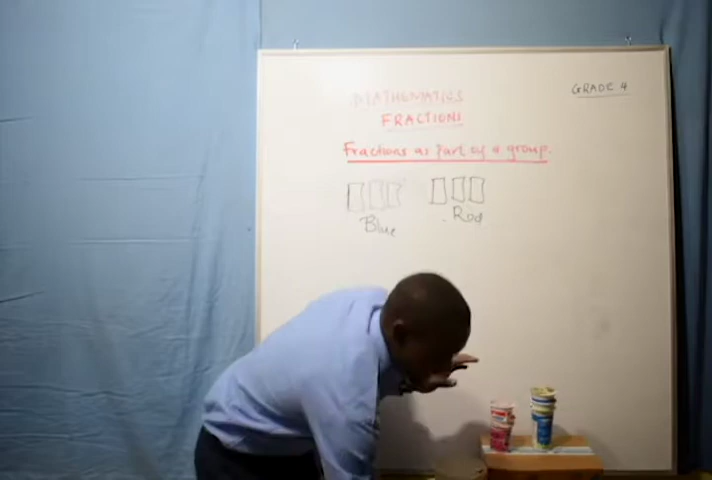 MATHEMATICS
GRADE 4
FRACTIONS
Fractions as part of a group.
Blue
Red